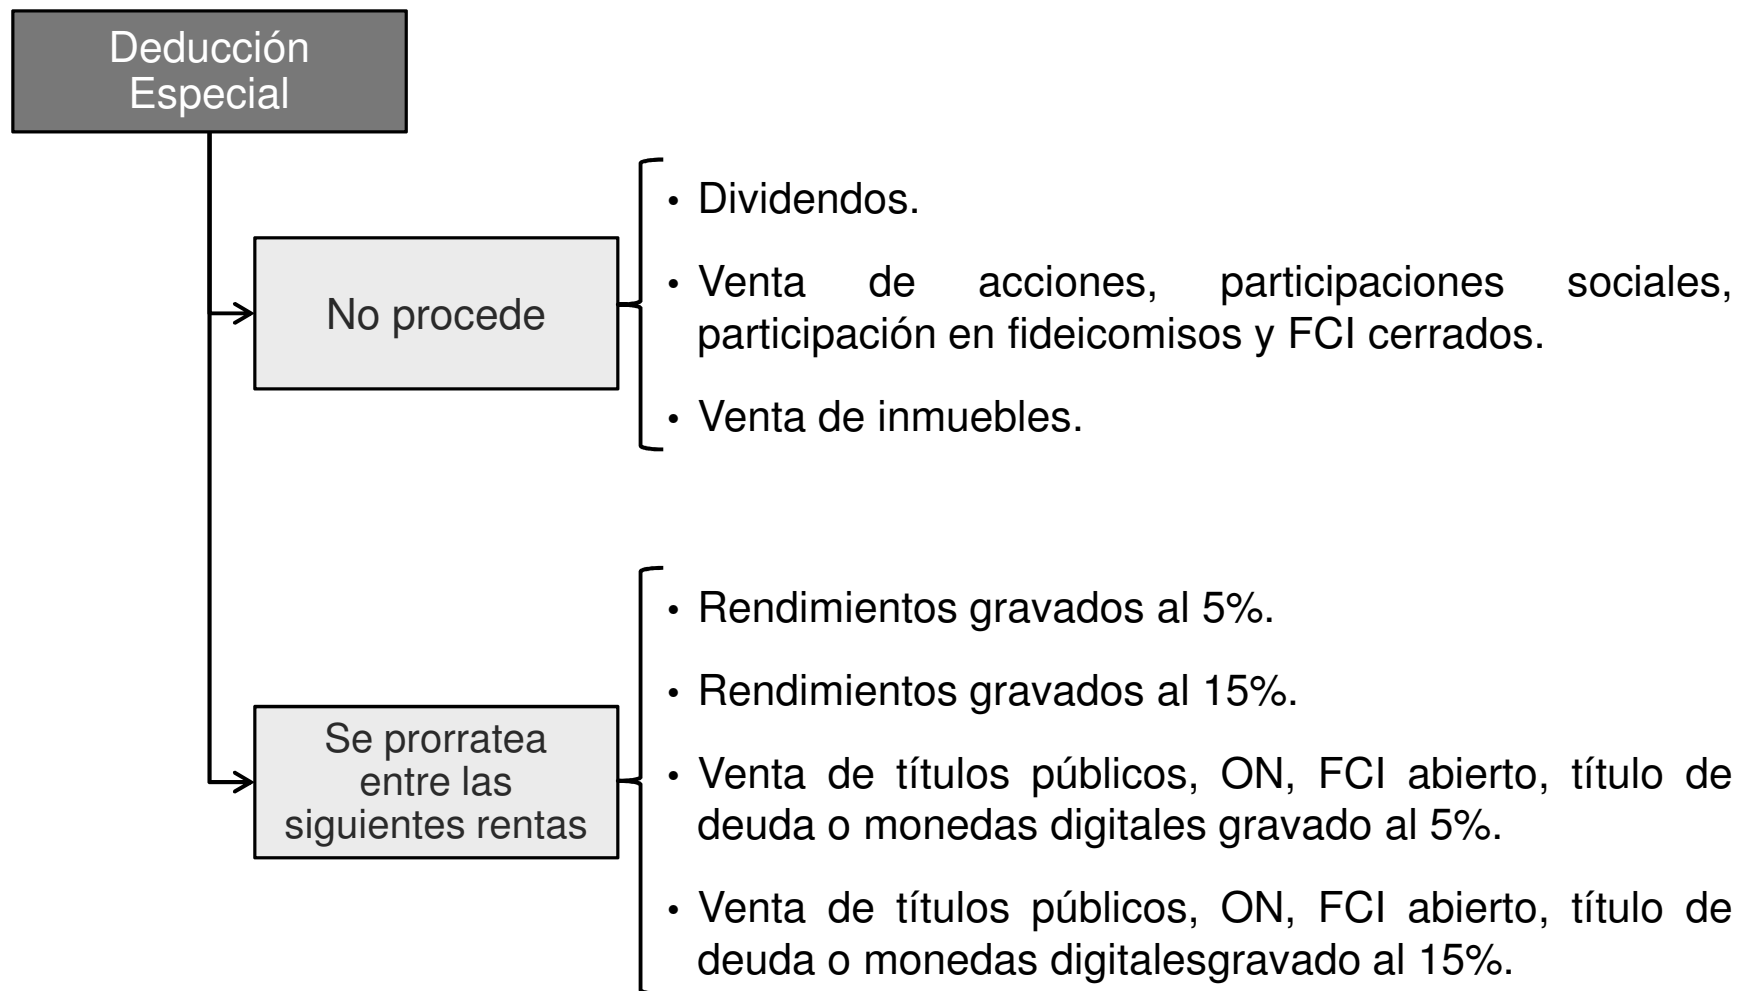 Deducción
Especial
No procede
• Dividendos.
• Venta de acciones, participaciones sociales,
participación en fideicomisos y FCI cerrados.
• Venta de inmuebles.
Se prorratea
entre las
siguientes rentas
• Rendimientos gravados al 5%.
• Rendimientos gravados al 15%.
• Venta de títulos públicos, ON, FCI abierto, título de
deuda o monedas digitales gravado al 5%.
• Venta de títulos públicos, ON, FCI abierto, título de
deuda o monedas digitalesgravado al 15%.